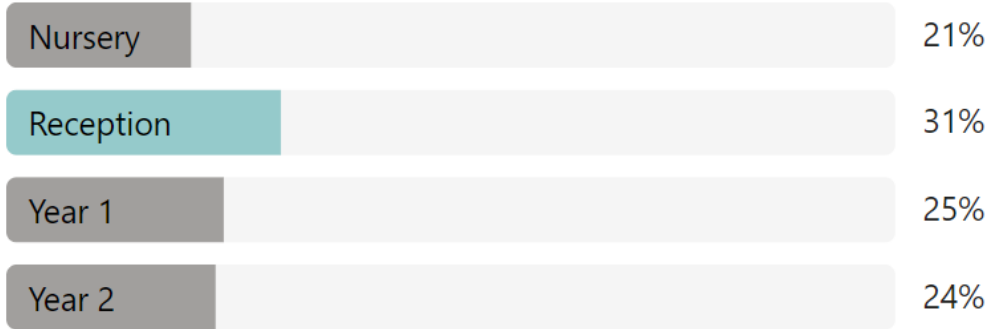 Nursery 21%
Reception 31%
Year 1 25%
Year 2 24%